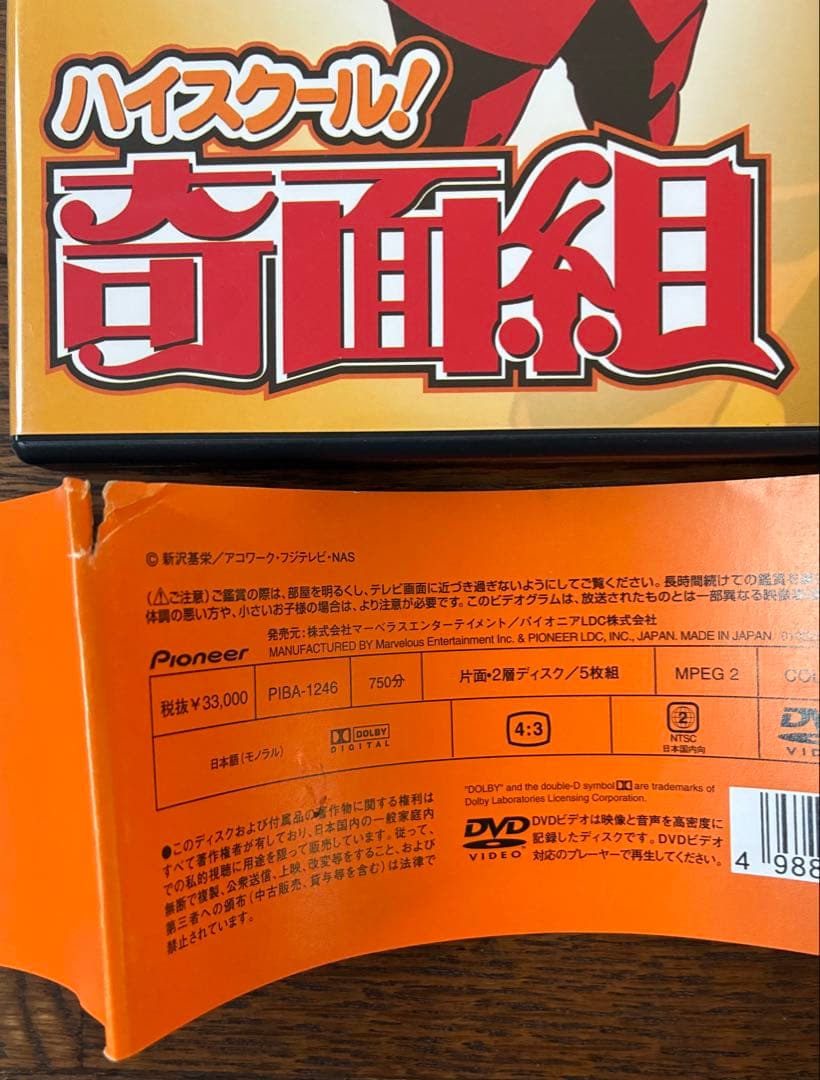 ハイスクール!
奇面組
© 新沢基栄／アコワーク・フジテレビ・NAS
(⚠ご注意) ご鑑賞の際は、部屋を明るくし、テレビ画面に近づき過ぎないようにしてご覧ください。長時間続けての鑑賞を
体調の悪い方や、小さいお子様の場合は、より注意が必要です。このビデオグラムは、放送されたものとは一部異なる映像
Pioneer
発売元：株式会社マーベラスエンターテイメント／パイオニアLDC株式会社
MANUFACTURED BY Marvelous Entertainment Inc. & PIONEER LDC, INC., JAPAN. MADE IN JAPAN
税抜¥33,000 PIBA-1246 750分 片面・2層ディスク／5枚組 MPEG 2
日本語 (モノラル) DOLBY DIGITAL 4:3 2 NTSC 日本国内向
"DOLBY" and the double-D symbol are trademarks of
Dolby Laboratories Licensing Corporation.
●このディスクおよび付属品の著作物に関する権利は
すべて著作権者が有しており、日本国内の一般家庭内
での私的視聴に用途を限って販売しています。従って、
無断で複製、公衆送信、上映、改変等をすること、および
第三者への頒布 (中古販売、貸与等を含む) は法律で
禁止されています。
DVD VIDEO
DVDビデオは映像と音声を高密度に
記録したディスクです。DVDビデオ
対応のプレーヤーで再生してください。
4 988